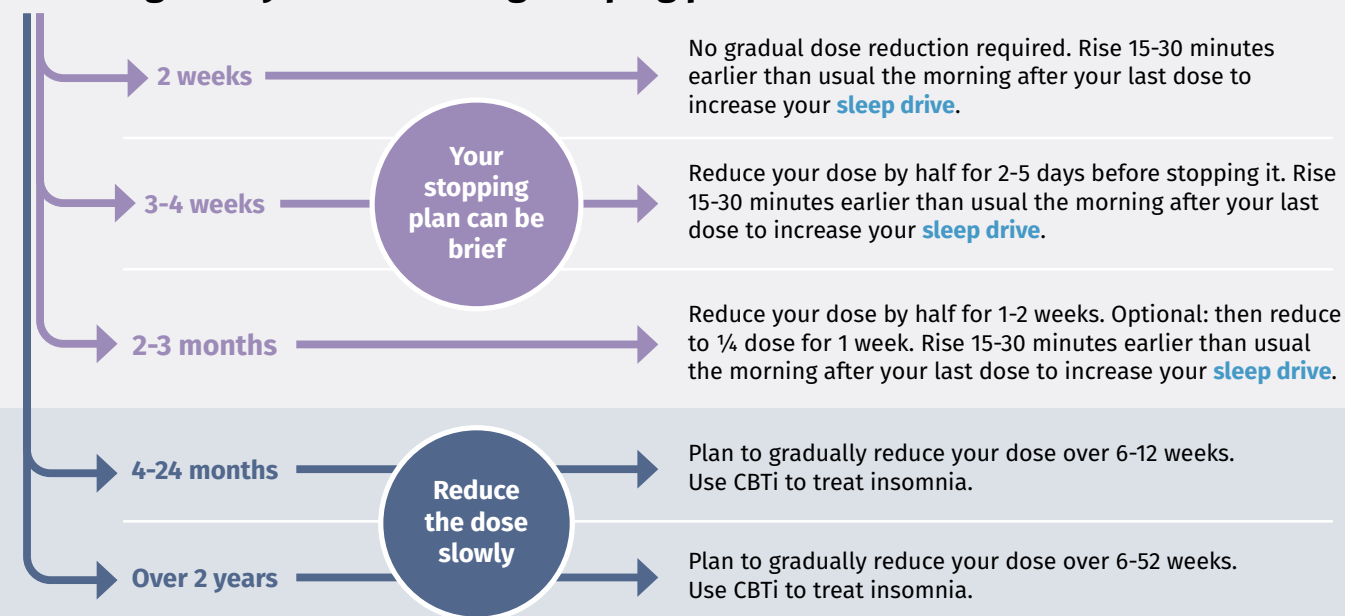 2 weeks
No gradual dose reduction required. Rise 15-30 minutes
earlier than usual the morning after your last dose to
increase your sleep drive.
Your
stopping
plan can be
brief
3-4 weeks
Reduce your dose by half for 2-5 days before stopping it. Rise
15-30 minutes earlier than usual the morning after your last
dose to increase your sleep drive.
2-3 months
Reduce your dose by half for 1-2 weeks. Optional: then reduce
to ¼ dose for 1 week. Rise 15-30 minutes earlier than usual
the morning after your last dose to increase your sleep drive.
4-24 months
Plan to gradually reduce your dose over 6-12 weeks.
Use CBTi to treat insomnia.
Reduce
the dose
slowly
Over 2 years
Plan to gradually reduce your dose over 6-52 weeks.
Use CBTi to treat insomnia.